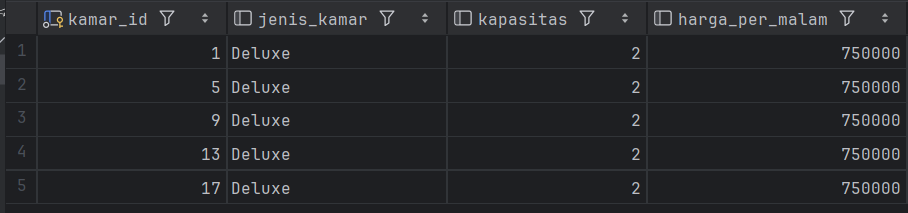 kamar_id jenis_kamar kapasitas harga_per_malam
1 1 Deluxe 2 750000
2 5 Deluxe 2 750000
3 9 Deluxe 2 750000
4 13 Deluxe 2 750000
5 17 Deluxe 2 750000